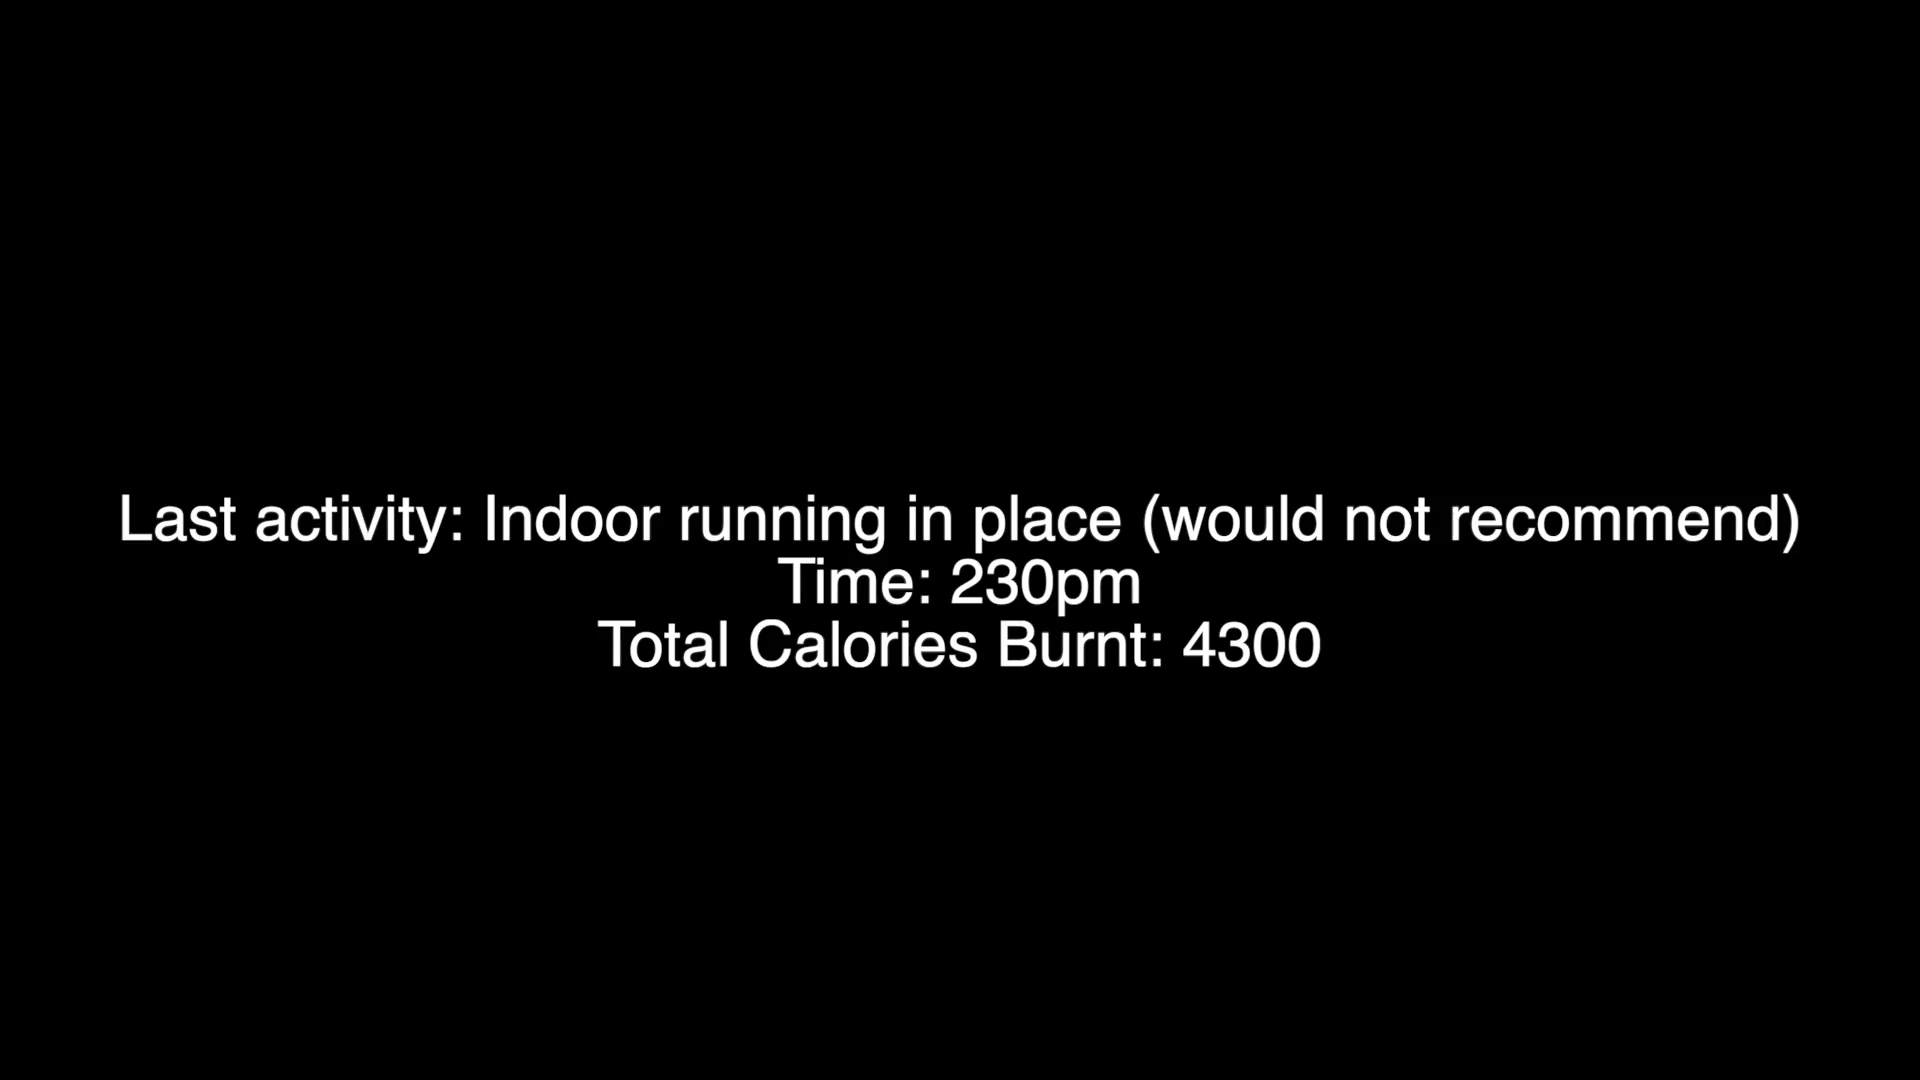 Last activity: Indoor running in place (would not recommend)
Time: 230pm
Total Calories Burnt: 4300